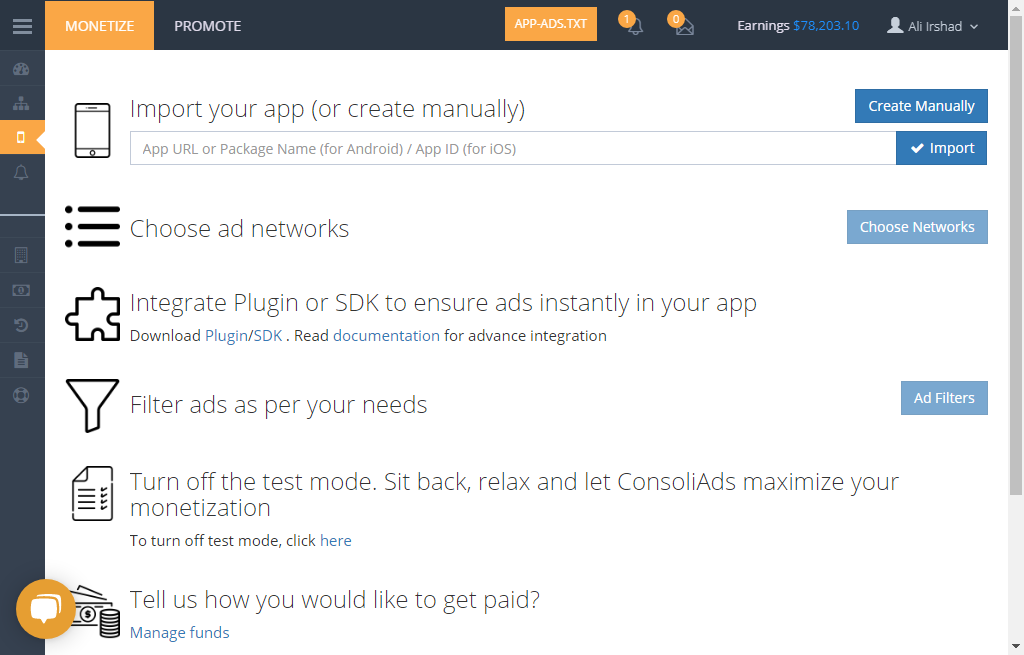 MONETIZE
PROMOTE
APP-ADS.TXT
1
0
Earnings $78,203.10
Ali Irshad
Import your app (or create manually)
Create Manually
App URL or Package Name (for Android) / App ID (for iOS)
Import
Choose ad networks
Choose Networks
Integrate Plugin or SDK to ensure ads instantly in your app
Download Plugin/SDK . Read documentation for advance integration
Filter ads as per your needs
Ad Filters
Turn off the test mode. Sit back, relax and let ConsoliAds maximize your
monetization
To turn off test mode, click here
Tell us how you would like to get paid?
Manage funds